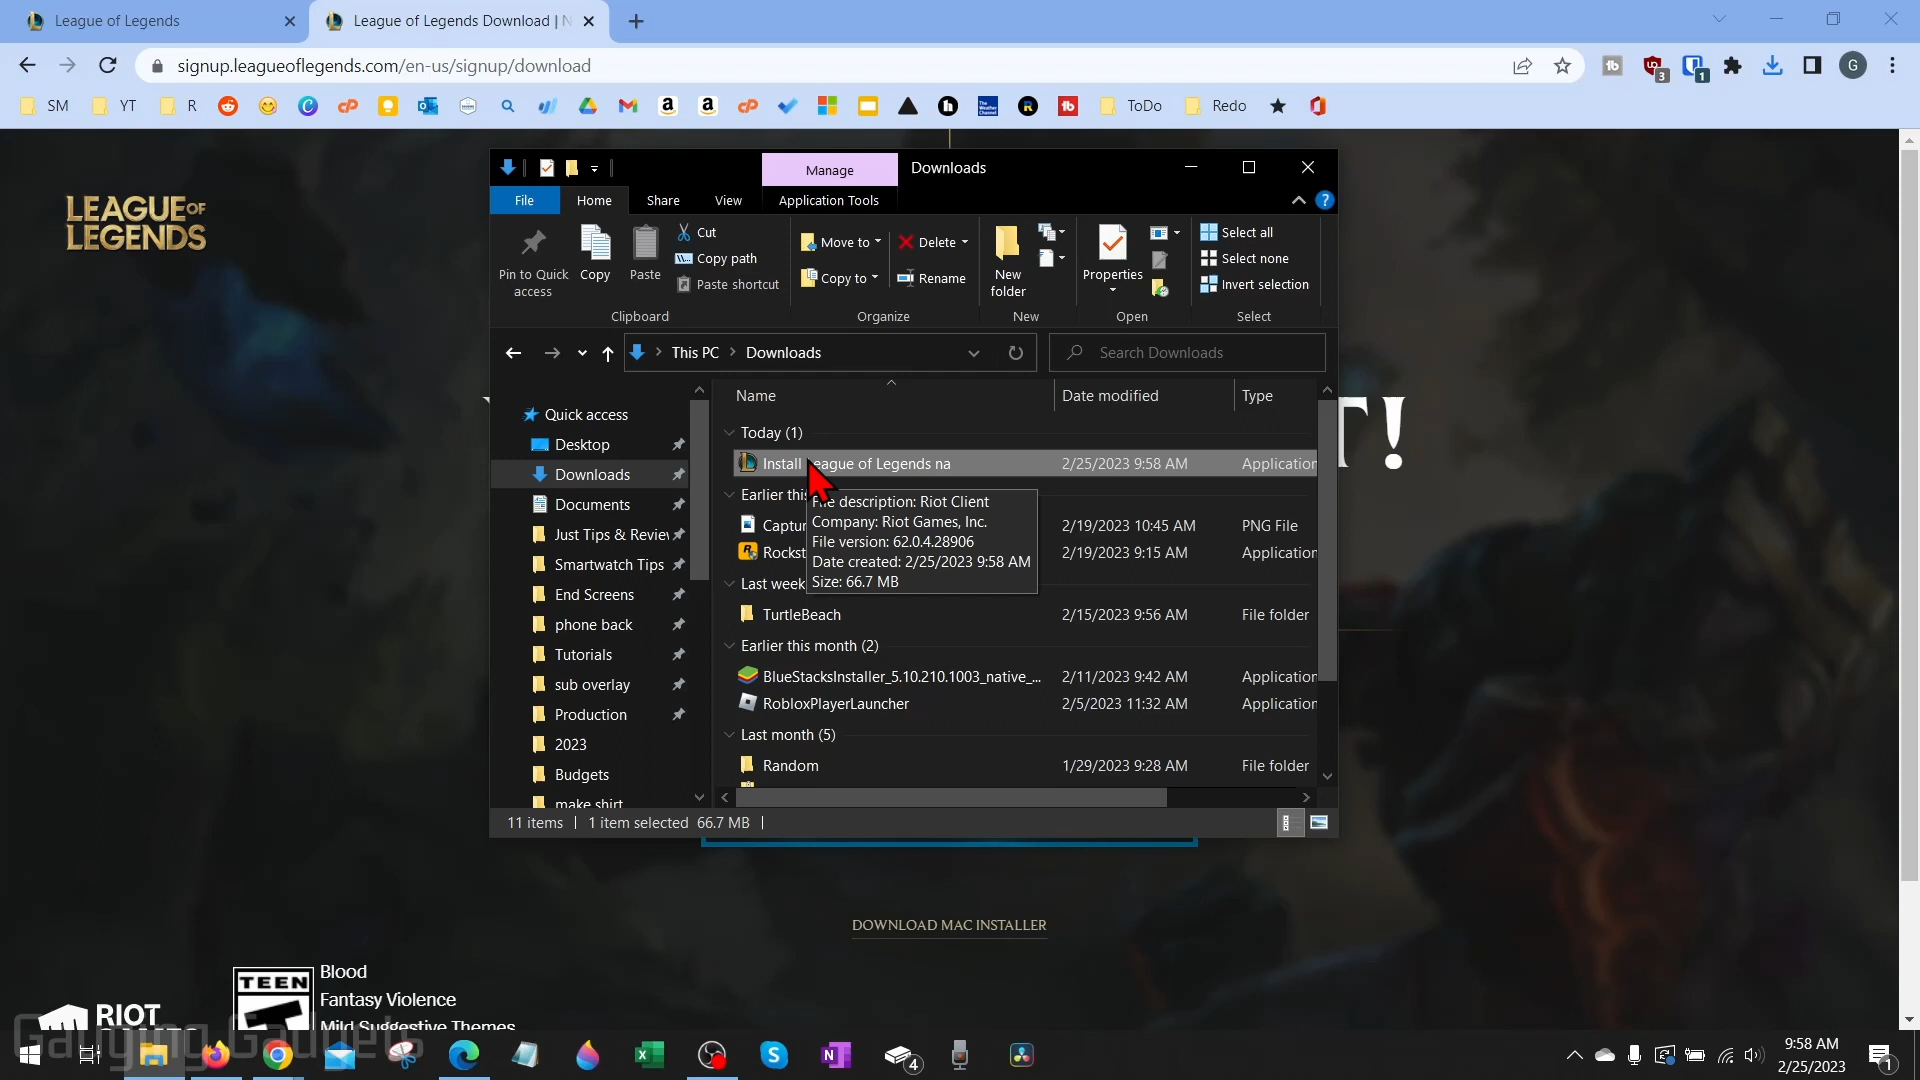 League of Legends
League of Legends Download | N
signup.leagueoflegends.com/en-us/signup/download
3
1
G
SM
YT
R
ToDo
Redo
LEAGUE OF
LEGENDS
T!
Manage
Downloads
File
Home
Share
View
Application Tools
Pin to Quick
access
Copy
Paste
Cut
Copy path
Paste shortcut
Clipboard
Move to
Copy to
Delete
Rename
Organize
New
folder
New
Properties
Open
Select all
Select none
Invert selection
Select
This PC
Downloads
Search Downloads
Quick access
Desktop
Downloads
Documents
Just Tips & Review
Smartwatch Tips
End Screens
phone back
Tutorials
sub overlay
Production
2023
Budgets
make shirt
Name
Date modified
Type
Today (1)
Install League of Legends na 2/25/2023 9:58 AM Application
Earlier this
Captur 2/19/2023 10:45 AM PNG File
Rockst 2/19/2023 9:15 AM Application
File description: Riot Client
Company: Riot Games, Inc.
File version: 62.0.4.28906
Date created: 2/25/2023 9:58 AM
Size: 66.7 MB
Last week
TurtleBeach 2/15/2023 9:56 AM File folder
Earlier this month (2)
BlueStacksInstaller_5.10.210.1003_native_... 2/11/2023 9:42 AM Application
RobloxPlayerLauncher 2/5/2023 11:32 AM Application
Last month (5)
Random 1/29/2023 9:28 AM File folder
11 items
1 item selected 66.7 MB
DOWNLOAD MAC INSTALLER
TEEN
Blood
Fantasy Violence
Mild Suggestive Themes
RIOT
Gauging Gadgets
4
9:58 AM
2/25/2023
1